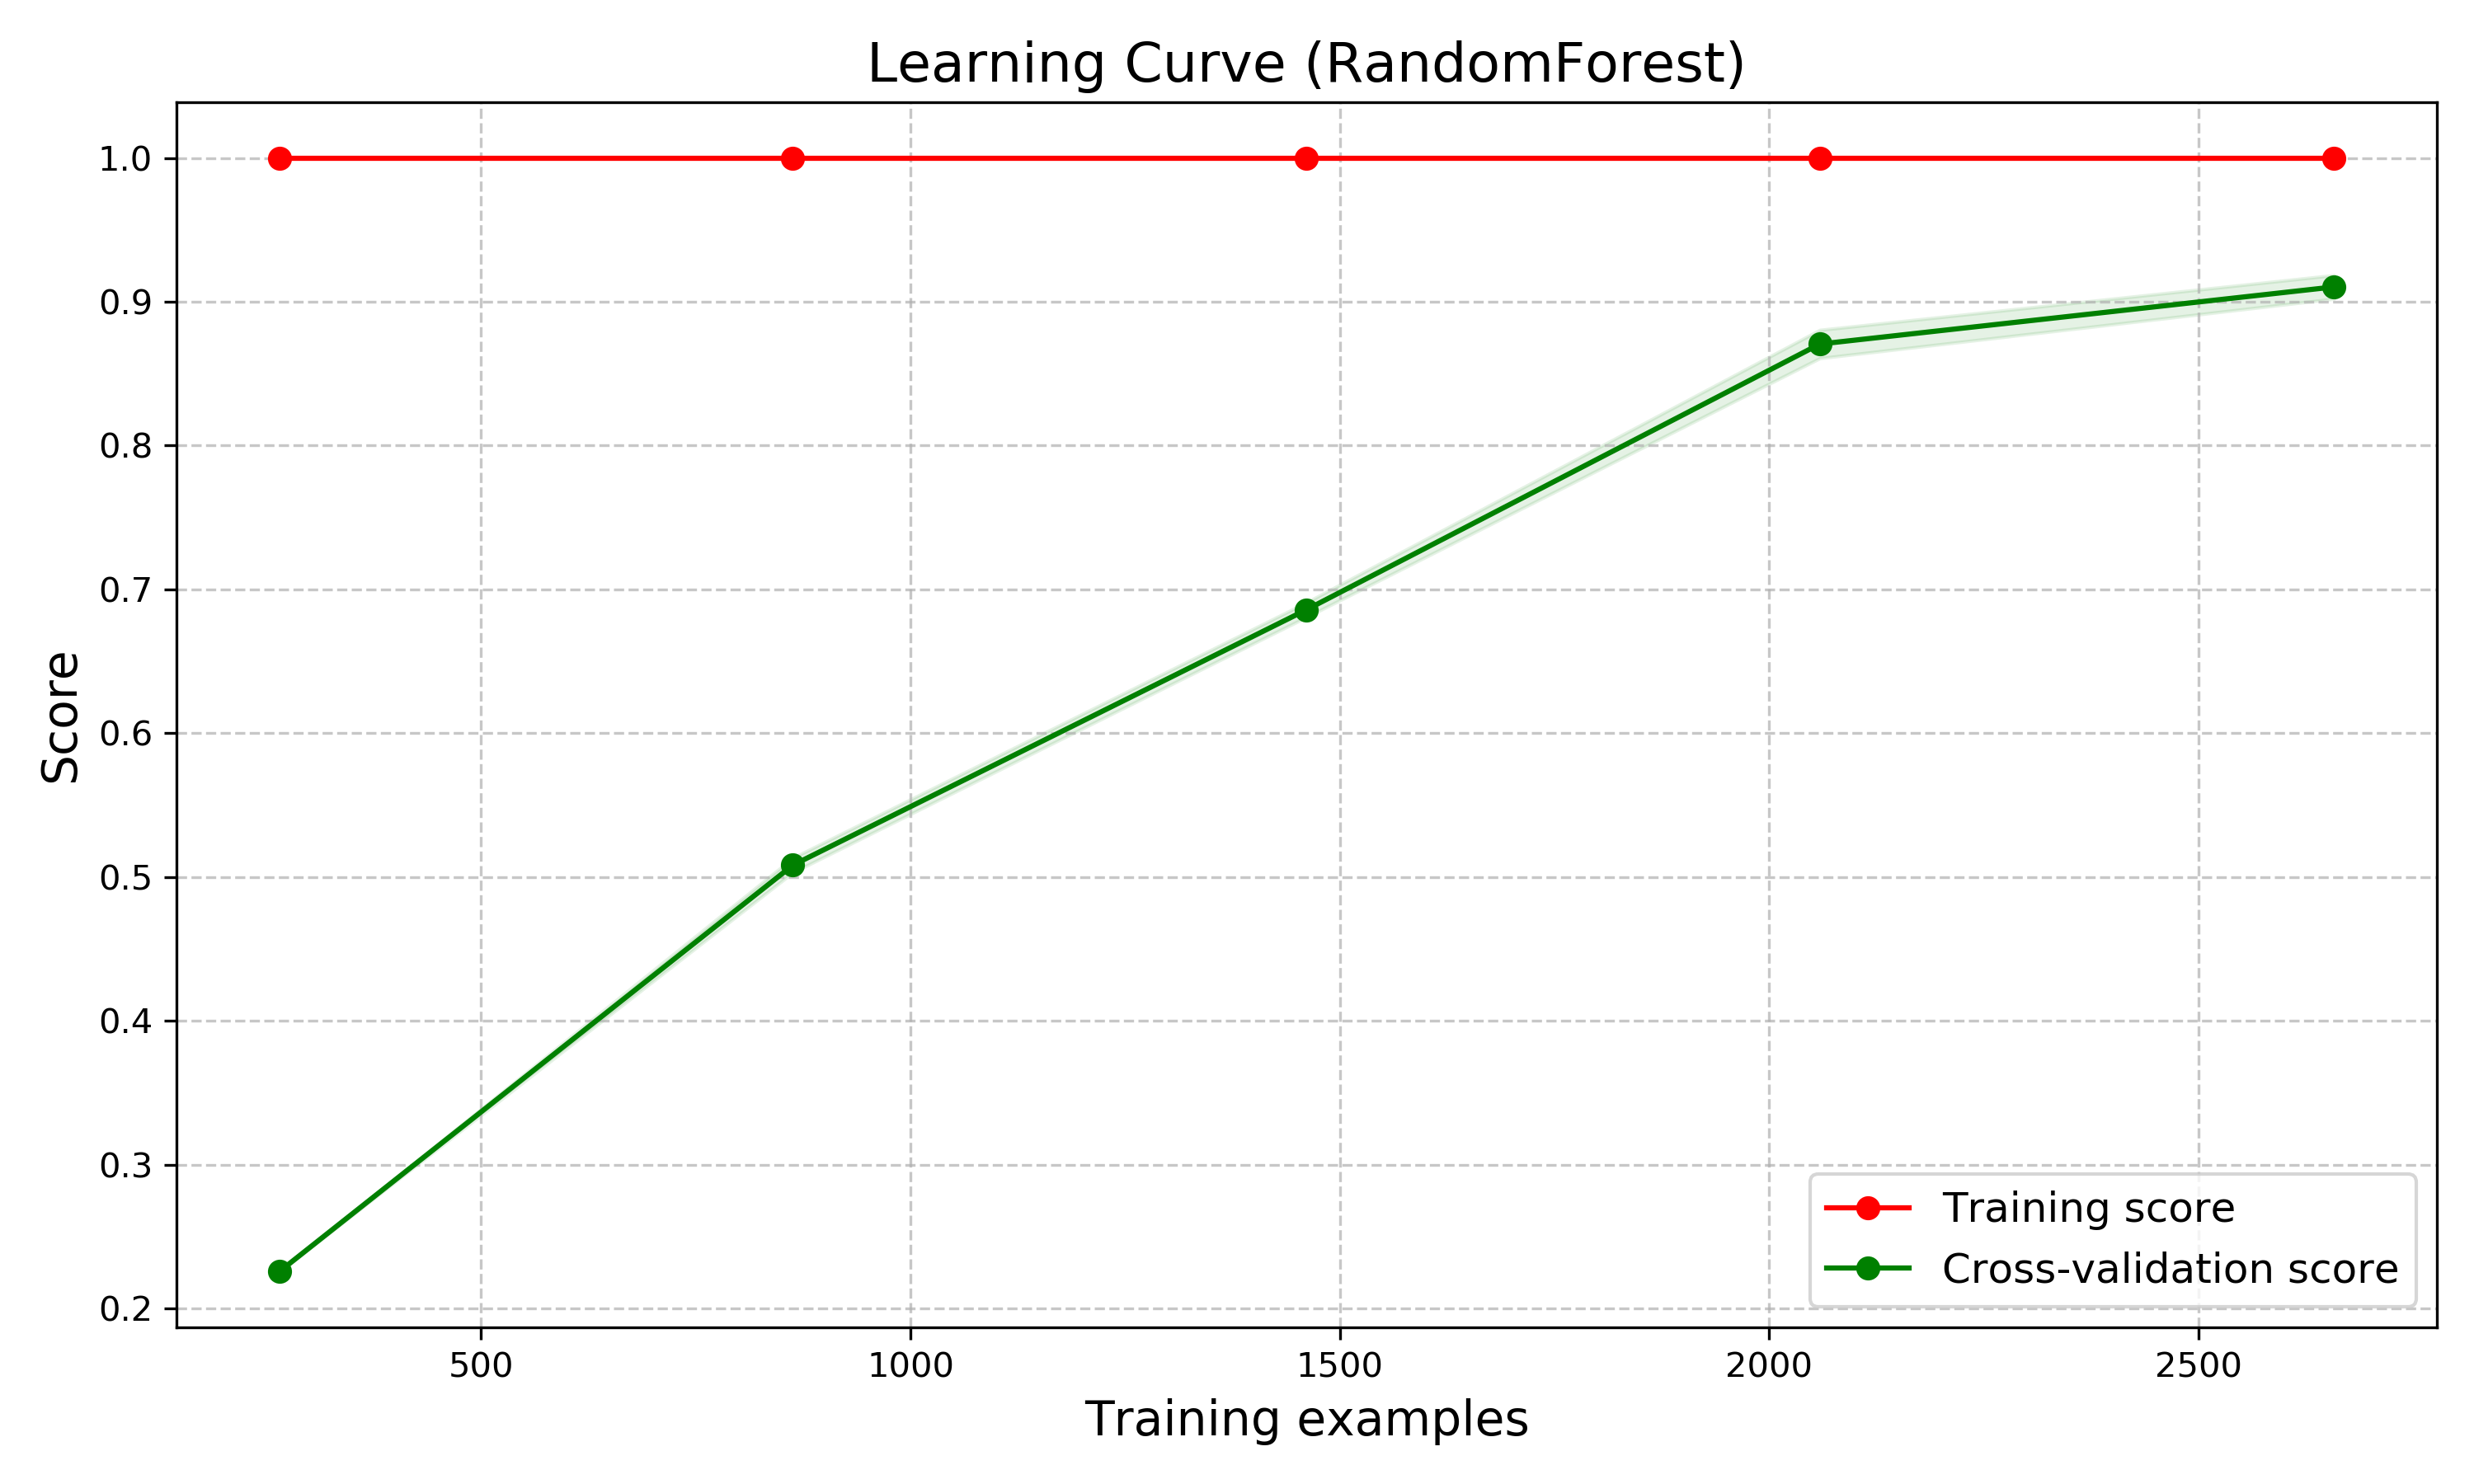 Learning Curve (RandomForest)
1.0
0.9
0.8
0.7
0.6
0.5
0.4
0.3
0.2
Score
500 1000 1500 2000 2500
Training examples
Training score
Cross-validation score